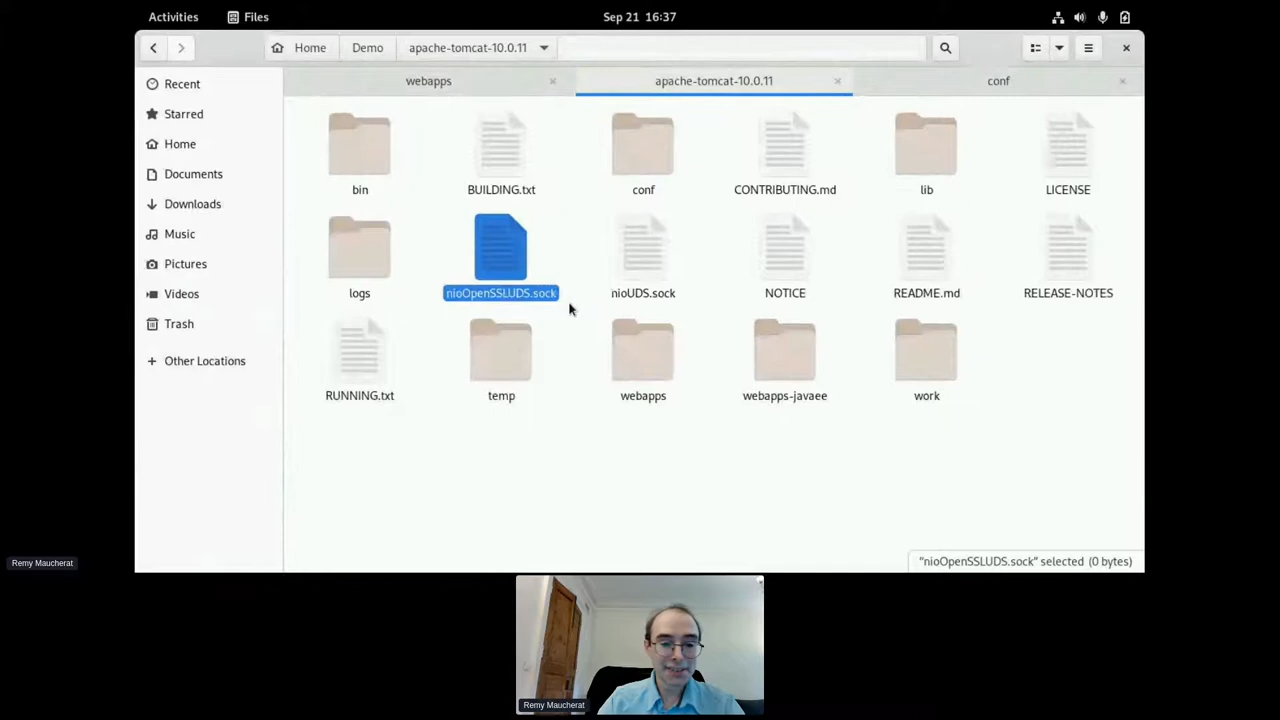 Activities
Files
Sep 21 16:37
Home
Demo
apache-tomcat-10.0.11
webapps
apache-tomcat-10.0.11
conf
Recent
Starred
Home
Documents
Downloads
Music
Pictures
Videos
Trash
Other Locations
bin
BUILDING.txt
conf
CONTRIBUTING.md
lib
LICENSE
logs
nioOpenSSLUDS.sock
nioUDS.sock
NOTICE
README.md
RELEASE-NOTES
RUNNING.txt
temp
webapps
webapps-javaee
work
"nioOpenSSLUDS.sock" selected (0 bytes)
Remy Maucherat
Remy Maucherat